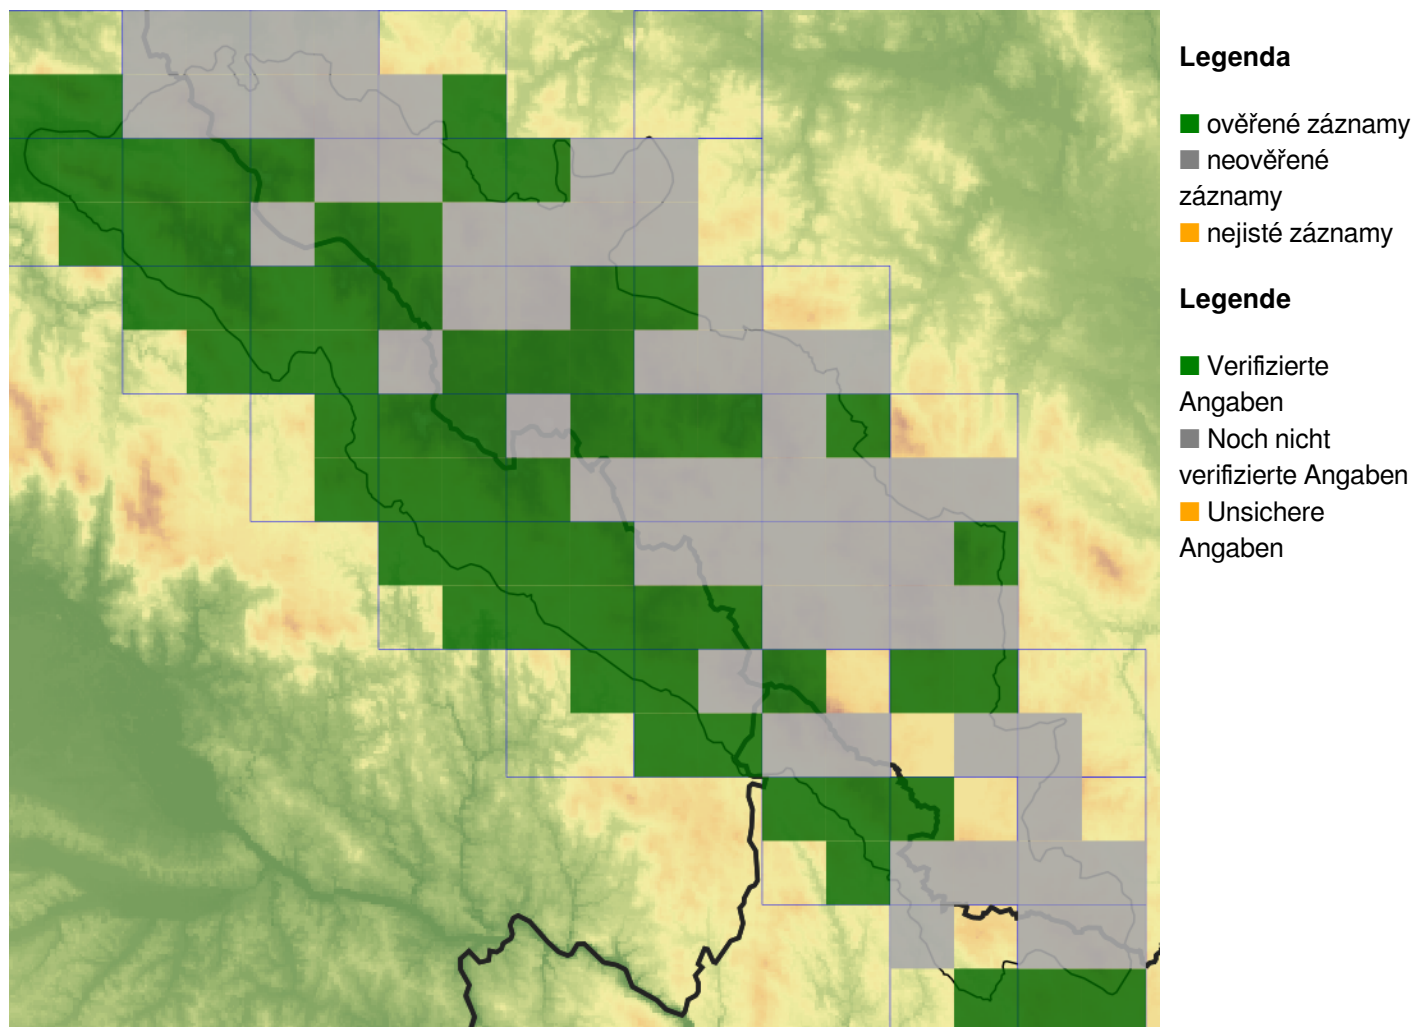 Legenda
ověřené záznamy
neověřené
záznamy
nejisté záznamy
Legende
Verifizierte
Angaben
Noch nicht
verifizierte Angaben
Unsichere
Angaben